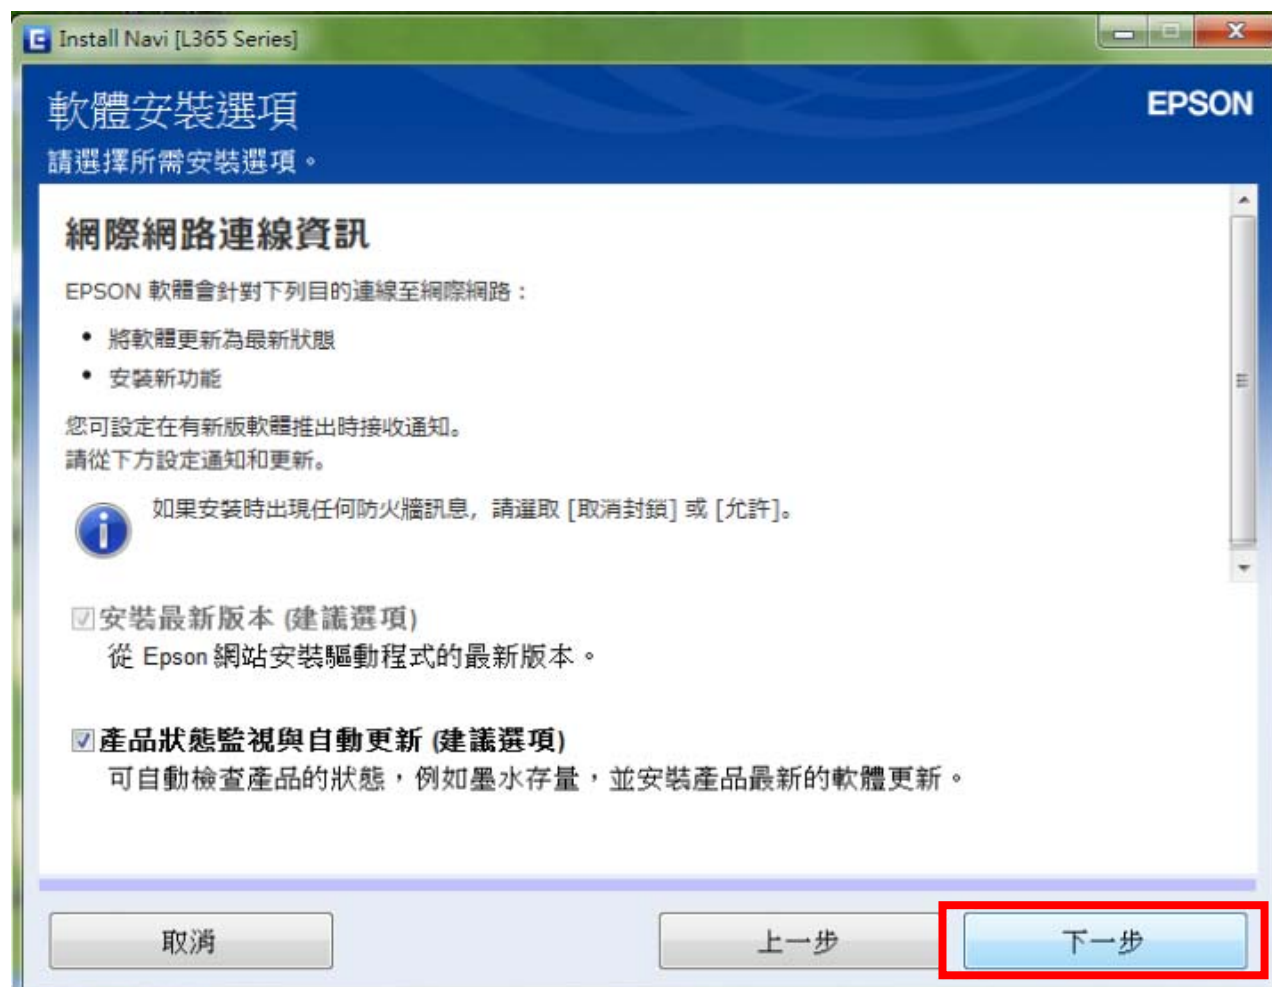 Install Navi [L365 Series]
軟體安裝選項
EPSON
請選擇所需安裝選項。
網際網路連線資訊
EPSON 軟體會針對下列目的連線至網際網路：
• 將軟體更新為最新狀態
• 安裝新功能
您可設定在有新版軟體推出時接收通知。
請從下方設定通知和更新。
如果安裝時出現任何防火牆訊息, 請選取 [取消封鎖] 或 [允許]。
安裝最新版本 (建議選項)
從 Epson 網站安裝驅動程式的最新版本。
產品狀態監視與自動更新 (建議選項)
可自動檢查產品的狀態，例如墨水存量，並安裝產品最新的軟體更新。
取消
上一步
下一步